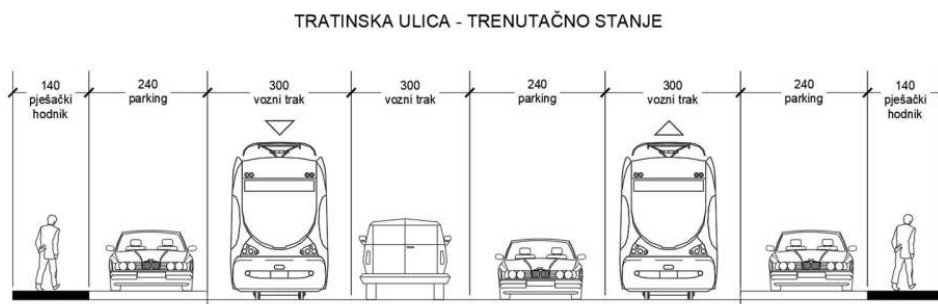 TRATINSKA ULICA - TRENUTAČNO STANJE
140
pješački
hodnik
240
parking
300
vozni trak
300
vozni trak
240
parking
300
vozni trak
240
parking
140
pješački
hodnik